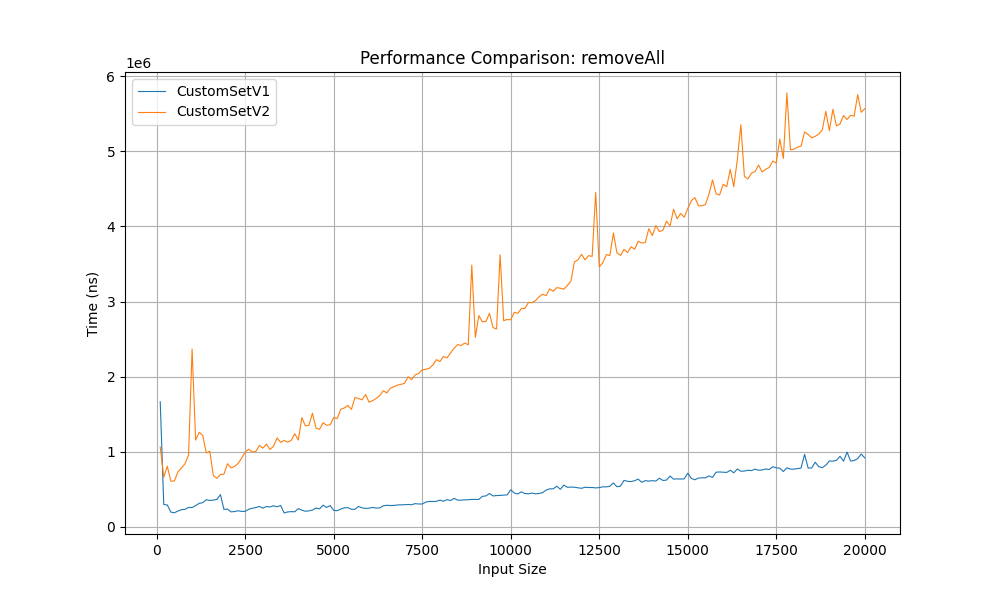 Performance Comparison: removeAll
1e6
CustomSetV1
CustomSetV2
6
5
4
3
2
1
0
Time (ns)
0 2500 5000 7500 10000 12500 15000 17500 20000
Input Size